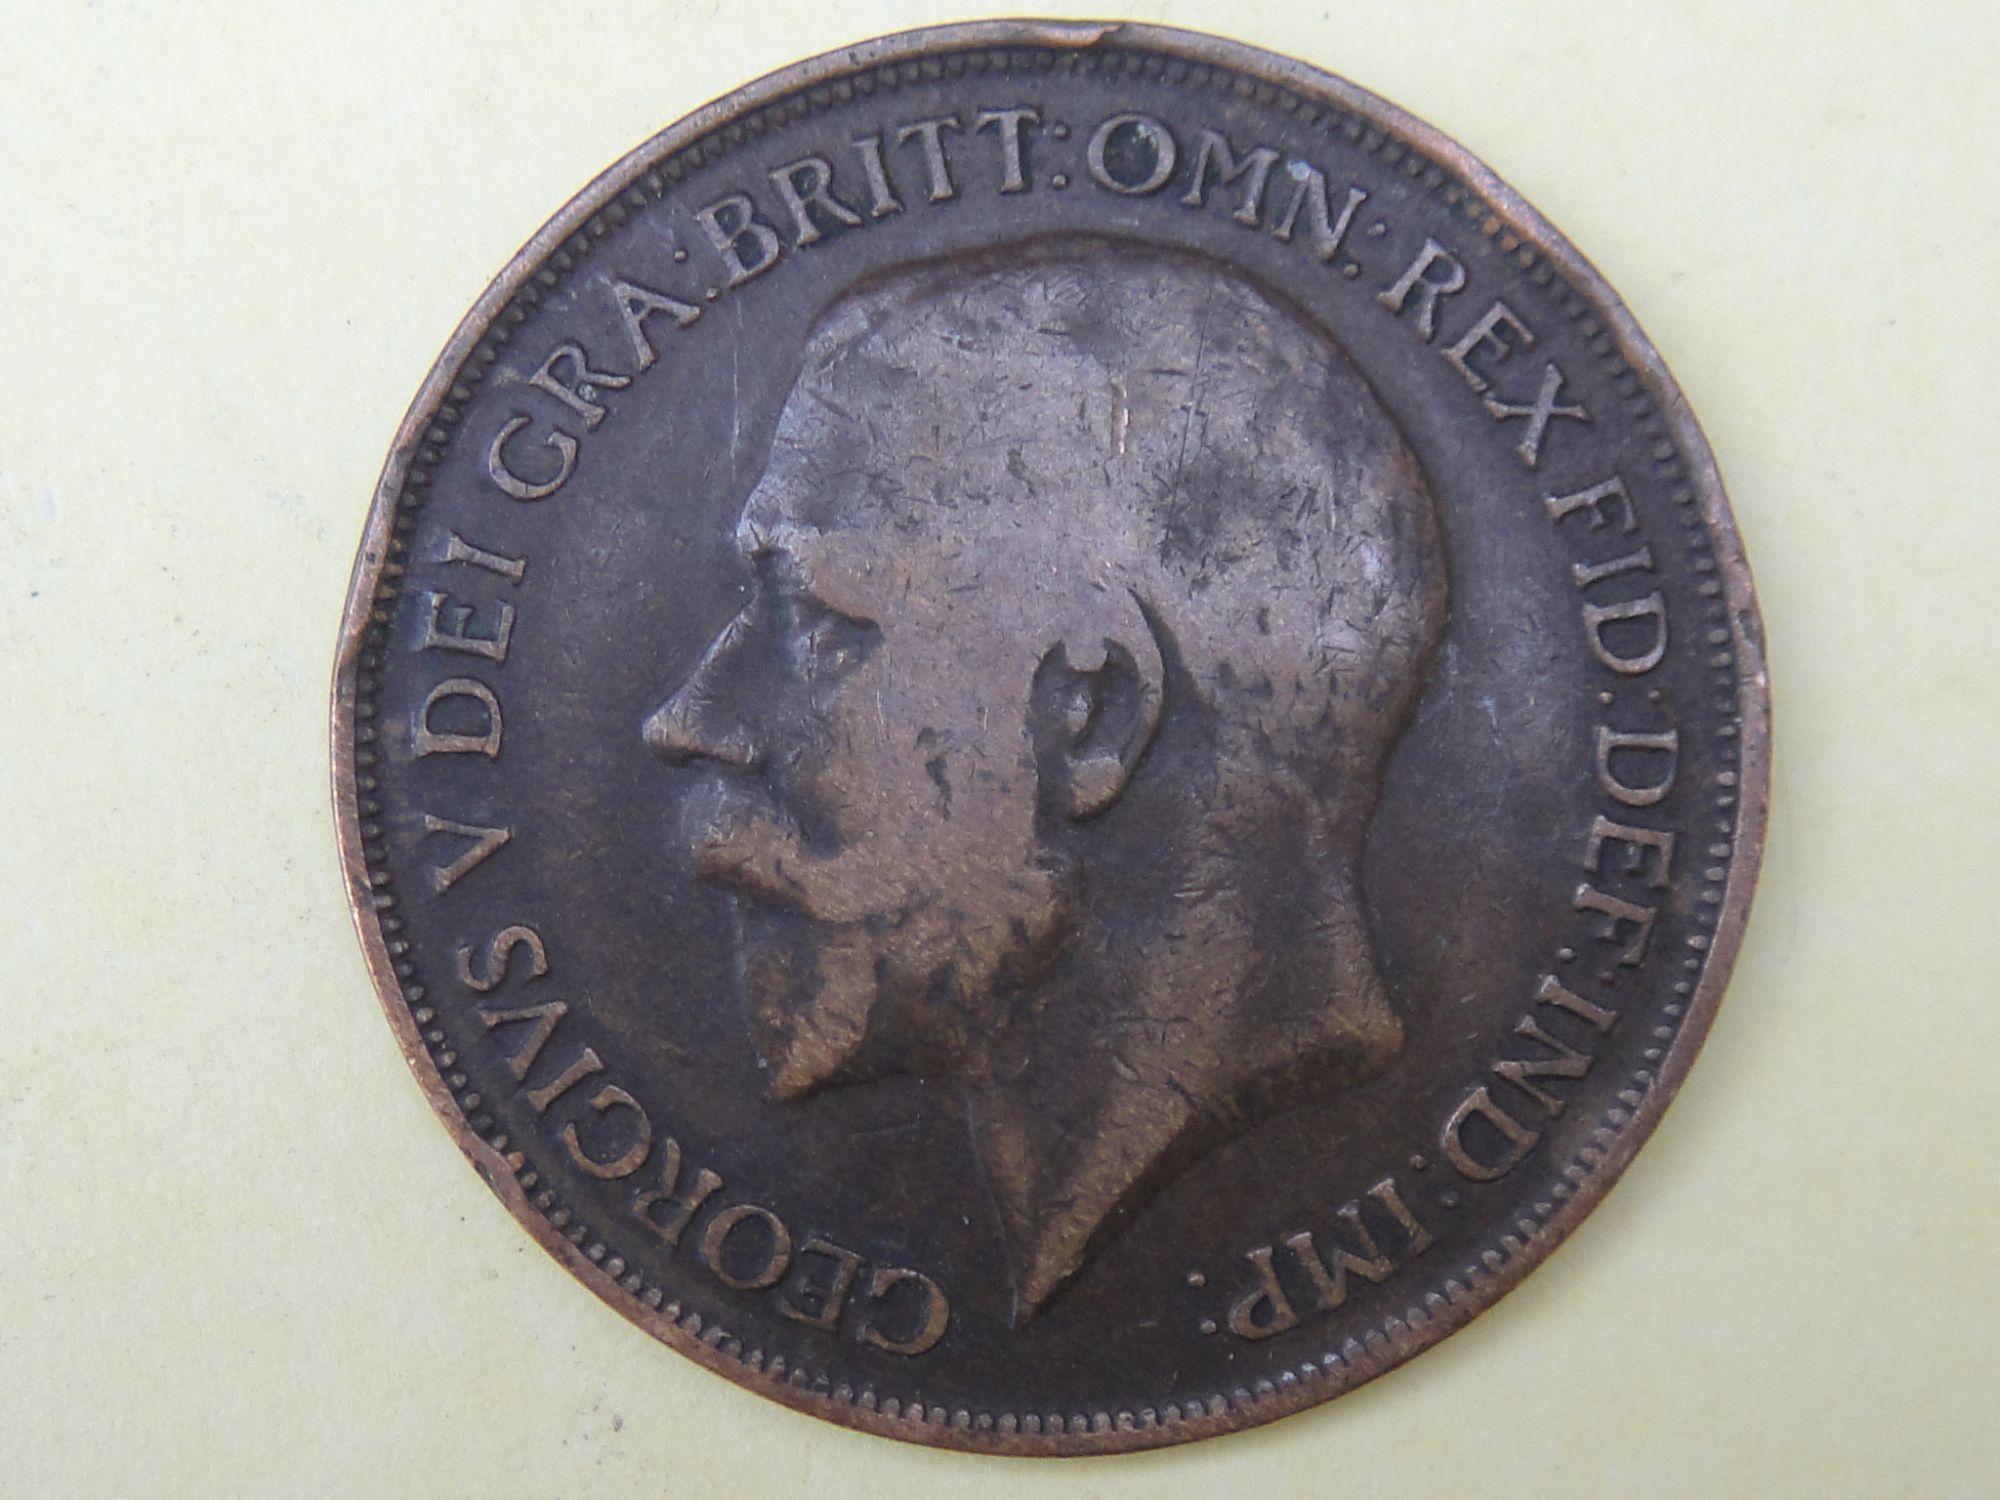 GEORGIVS V DEI GRA: BRITT: OMN: REX FID: DEF: IND: IMP: